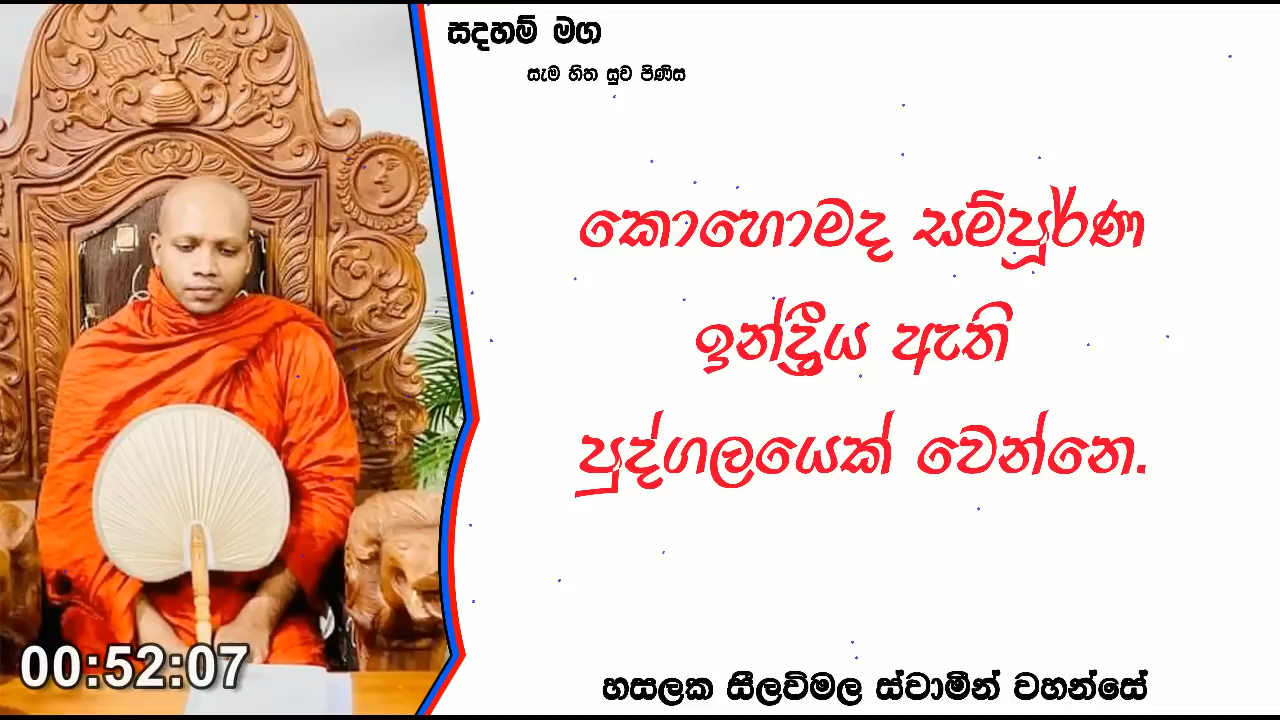 සදහම් මග
සැම හිත සුව පිණිස
කොහොමද සම්පූර්ණ
ඉන්ද්‍රීය ඇති
පුද්ගලයෙක් වෙන්නෙ.
00:52:07
හසලක සීලවිමල ස්වාමීන් වහන්සේ